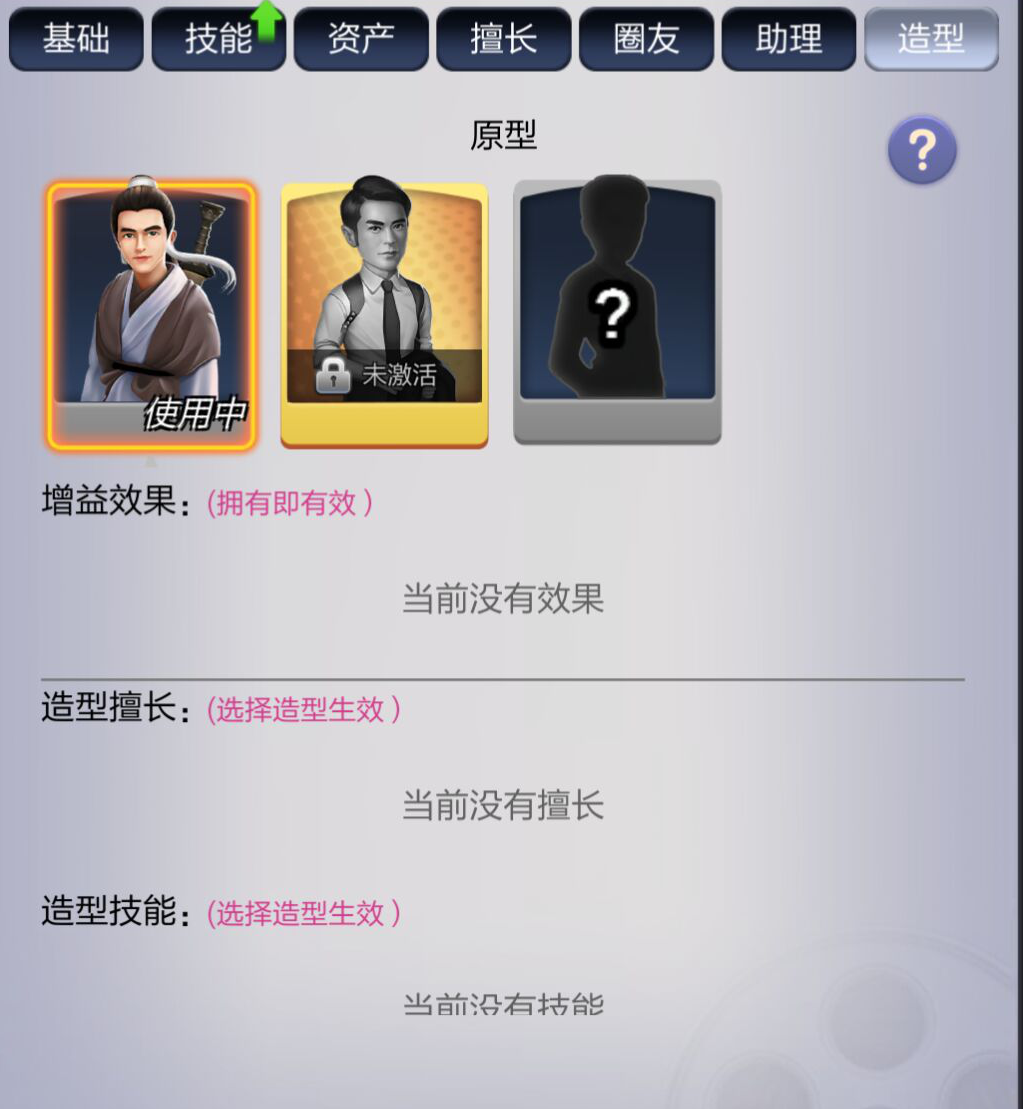 基础 技能 资产 擅长 圈友 助理 造型
原型
?
使用中
未激活
?
增益效果：(拥有即有效）
当前没有效果
造型擅长：(选择造型生效）
当前没有擅长
造型技能：(选择造型生效）
当前没有技能